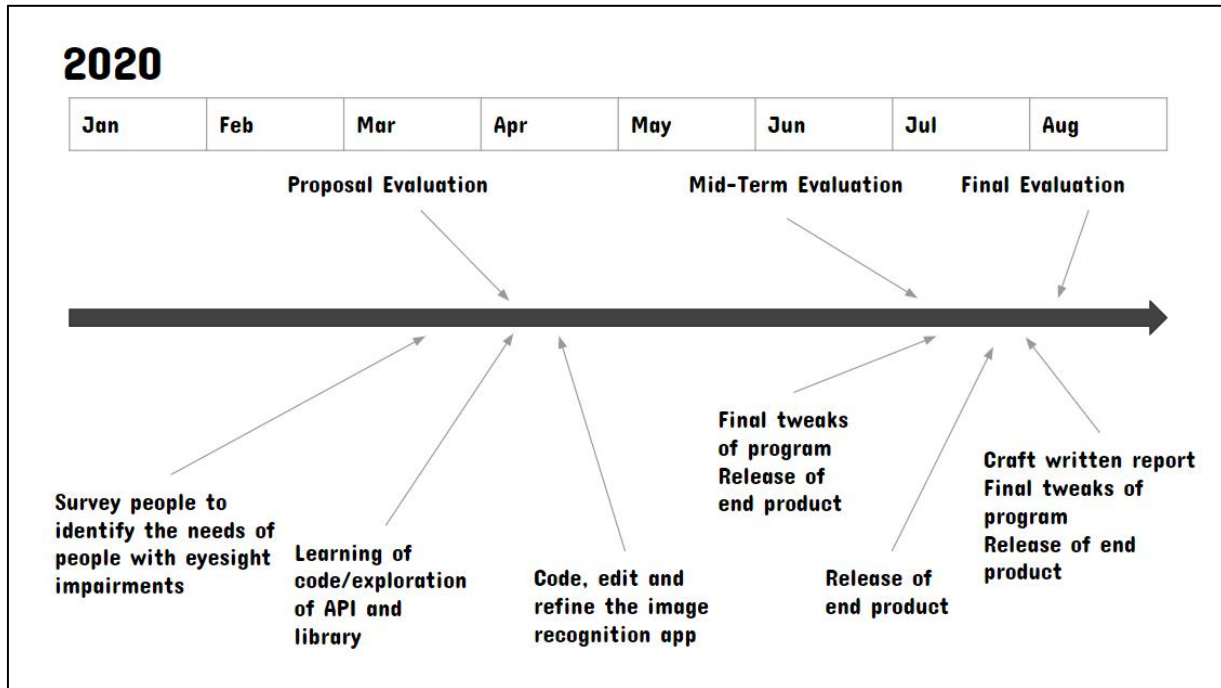 2020
Jan Feb Mar Apr May Jun Jul Aug
Proposal Evaluation Mid-Term Evaluation Final Evaluation
Survey people to
identify the needs of
people with eyesight
impairments
Learning of
code/exploration
of API and
library
Code, edit and
refine the image
recognition app
Final tweaks
of program
Release of
end product
Release of
end product
Craft written report
Final tweaks of
program
Release of end
product